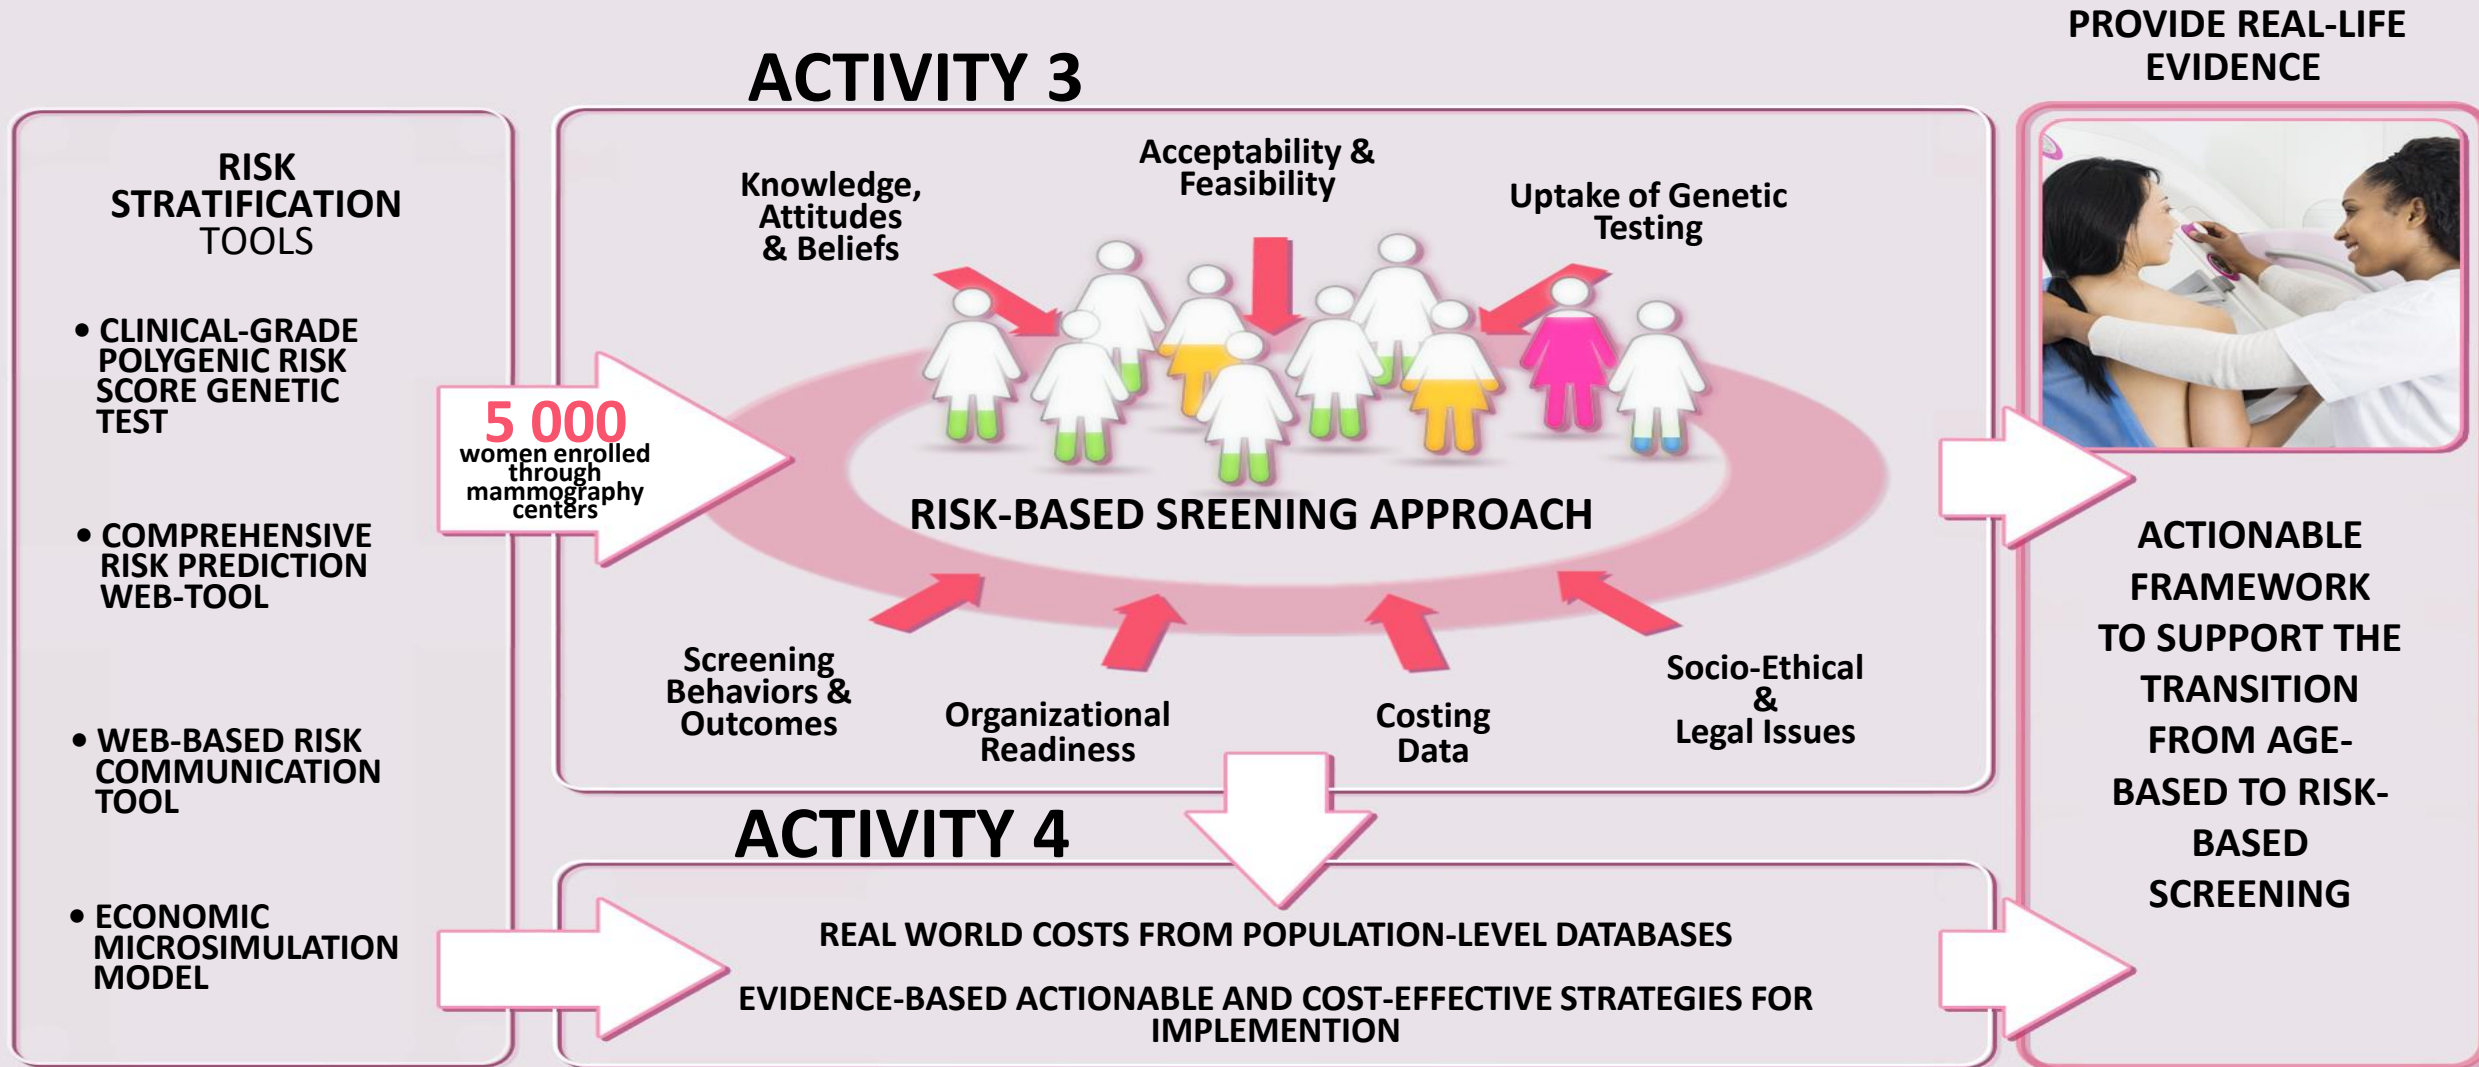 RISK
STRATIFICATION
TOOLS
• CLINICAL-GRADE
POLYGENIC RISK
SCORE GENETIC
TEST
• COMPREHENSIVE
RISK PREDICTION
WEB-TOOL
• WEB-BASED RISK
COMMUNICATION
TOOL
• ECONOMIC
MICROSIMULATION
MODEL
5 000
women enrolled
through
mammography
centers
ACTIVITY 3
Knowledge,
Attitudes
& Beliefs
Acceptability &
Feasibility
Uptake of Genetic
Testing
RISK-BASED SREENING APPROACH
Screening
Behaviors &
Outcomes
Organizational
Readiness
Costing
Data
Socio-Ethical
&
Legal Issues
ACTIVITY 4
REAL WORLD COSTS FROM POPULATION-LEVEL DATABASES
EVIDENCE-BASED ACTIONABLE AND COST-EFFECTIVE STRATEGIES FOR
IMPLEMENTION
PROVIDE REAL-LIFE
EVIDENCE
ACTIONABLE
FRAMEWORK
TO SUPPORT THE
TRANSITION
FROM AGE-
BASED TO RISK-
BASED
SCREENING